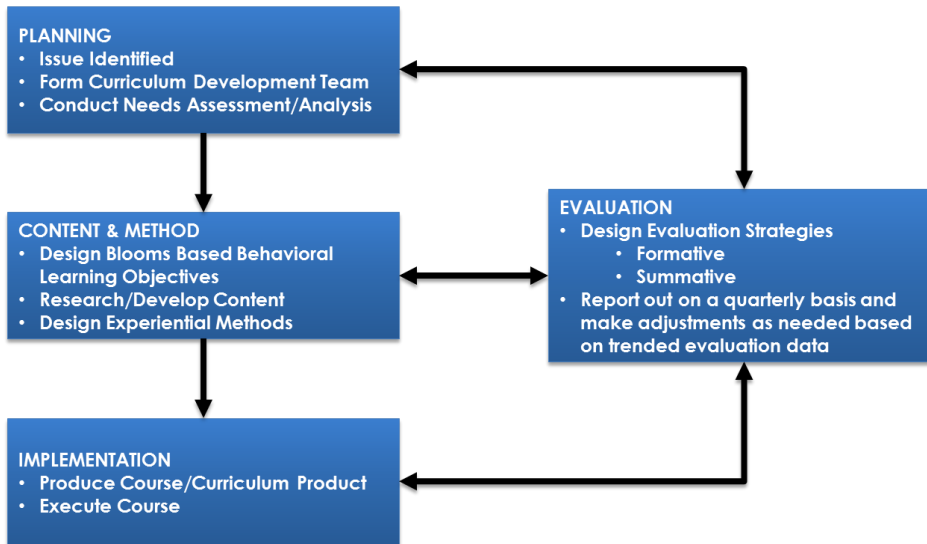 PLANNING
• Issue Identified
• Form Curriculum Development Team
• Conduct Needs Assessment/Analysis
CONTENT & METHOD
• Design Blooms Based Behavioral
Learning Objectives
• Research/Develop Content
• Design Experiential Methods
IMPLEMENTATION
• Produce Course/Curriculum Product
• Execute Course
EVALUATION
• Design Evaluation Strategies
• Formative
• Summative
• Report out on a quarterly basis and
make adjustments as needed based
on trended evaluation data